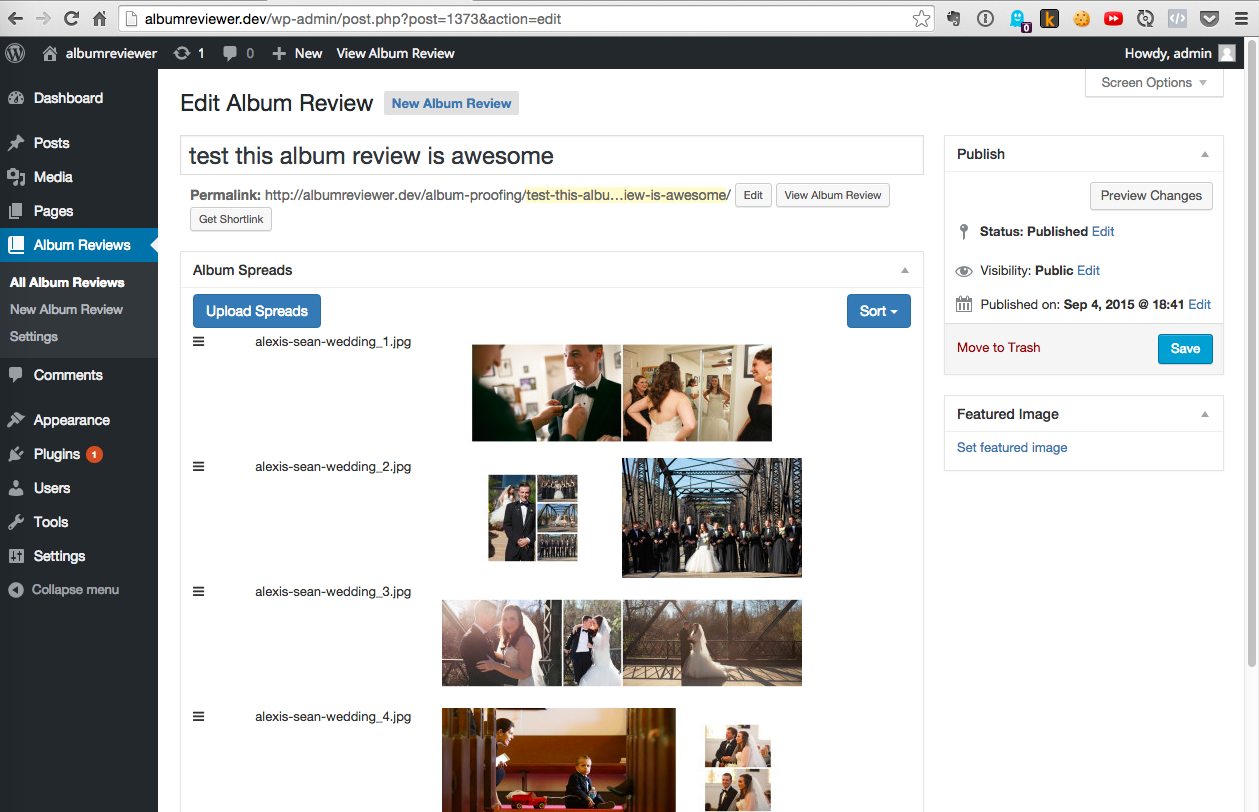 albumreviewer.dev/wp-admin/post.php?post=1373&action=edit
0
k
albumreviewer 1 0 New View Album Review Howdy, admin
Screen Options
Dashboard
Posts
Media
Pages
Album Reviews
All Album Reviews
New Album Review
Settings
Comments
Appearance
Plugins 1
Users
Tools
Settings
Collapse menu
Edit Album Review New Album Review
test this album review is awesome
Permalink: http://albumreviewer.dev/album-proofing/test-this-albu…iew-is-awesome/ Edit View Album Review
Get Shortlink
Album Spreads
Upload Spreads Sort
alexis-sean-wedding_1.jpg
alexis-sean-wedding_2.jpg
alexis-sean-wedding_3.jpg
alexis-sean-wedding_4.jpg
Publish
Preview Changes
Status: Published Edit
Visibility: Public Edit
Published on: Sep 4, 2015 @ 18:41 Edit
Move to Trash Save
Featured Image
Set featured image